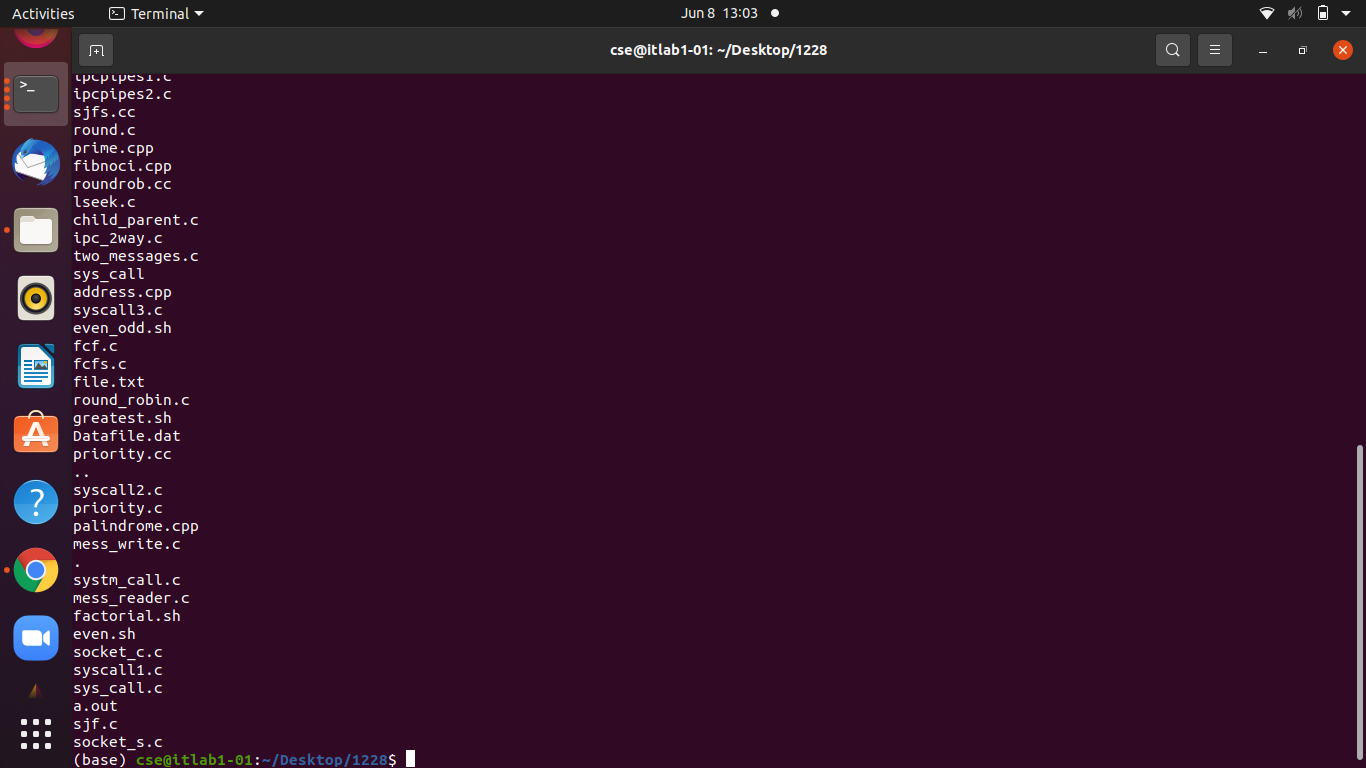 Activities
Terminal
Jun 8 13:03
cse@itlab1-01: ~/Desktop/1228
ipcpipes1.c
ipcpipes2.c
sjfs.cc
round.c
prime.cpp
fibnoci.cpp
roundrob.cc
lseek.c
child_parent.c
ipc_2way.c
two_messages.c
sys_call
address.cpp
syscall3.c
even_odd.sh
fcf.c
fcfs.c
file.txt
round_robin.c
greatest.sh
Datafile.dat
priority.cc
..
syscall2.c
priority.c
palindrome.cpp
mess_write.c
.
systm_call.c
mess_reader.c
factorial.sh
even.sh
socket_c.c
syscall1.c
sys_call.c
a.out
sjf.c
socket_s.c
(base) cse@itlab1-01:~/Desktop/1228$